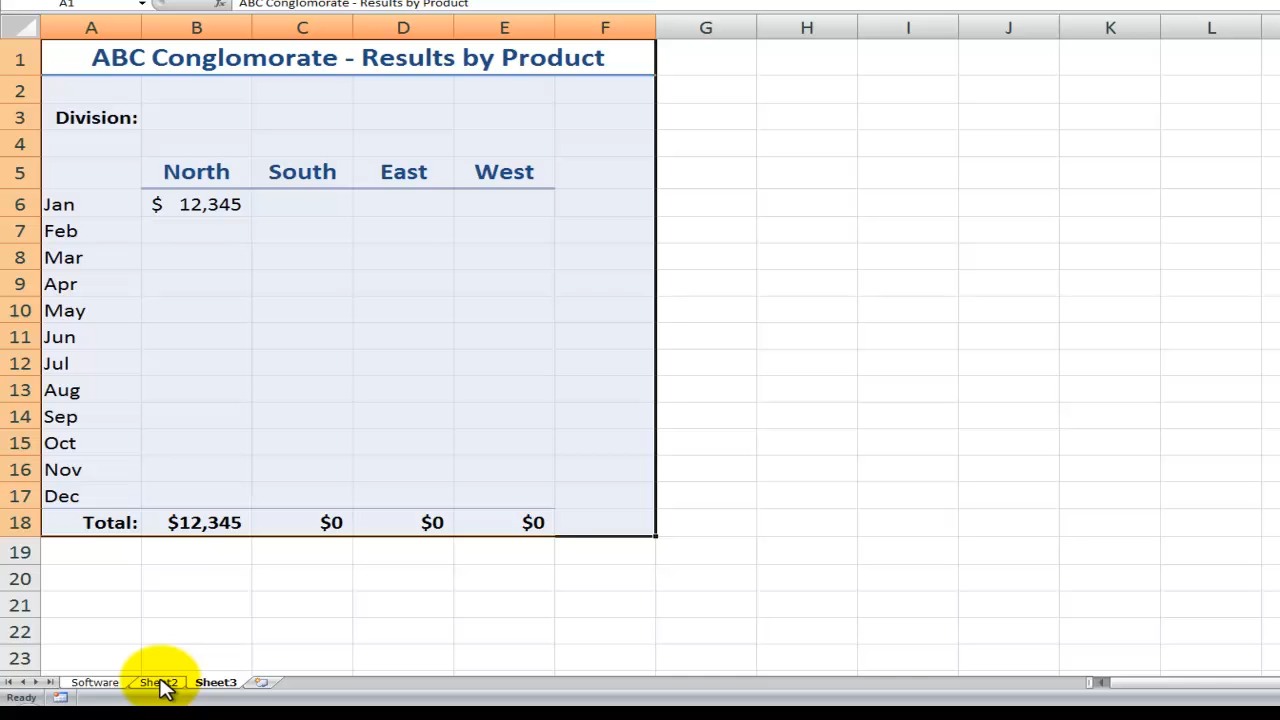 A1 ABC Conglomorate - Results by Product
A B C D E F G H I J K L
1 ABC Conglomorate - Results by Product
2
3 Division:
4
5 North South East West
6 Jan $ 12,345
7 Feb
8 Mar
9 Apr
10 May
11 Jun
12 Jul
13 Aug
14 Sep
15 Oct
16 Nov
17 Dec
18 Total: $12,345 $0 $0 $0
19
20
21
22
23
Software Sheet2 Sheet3
Ready